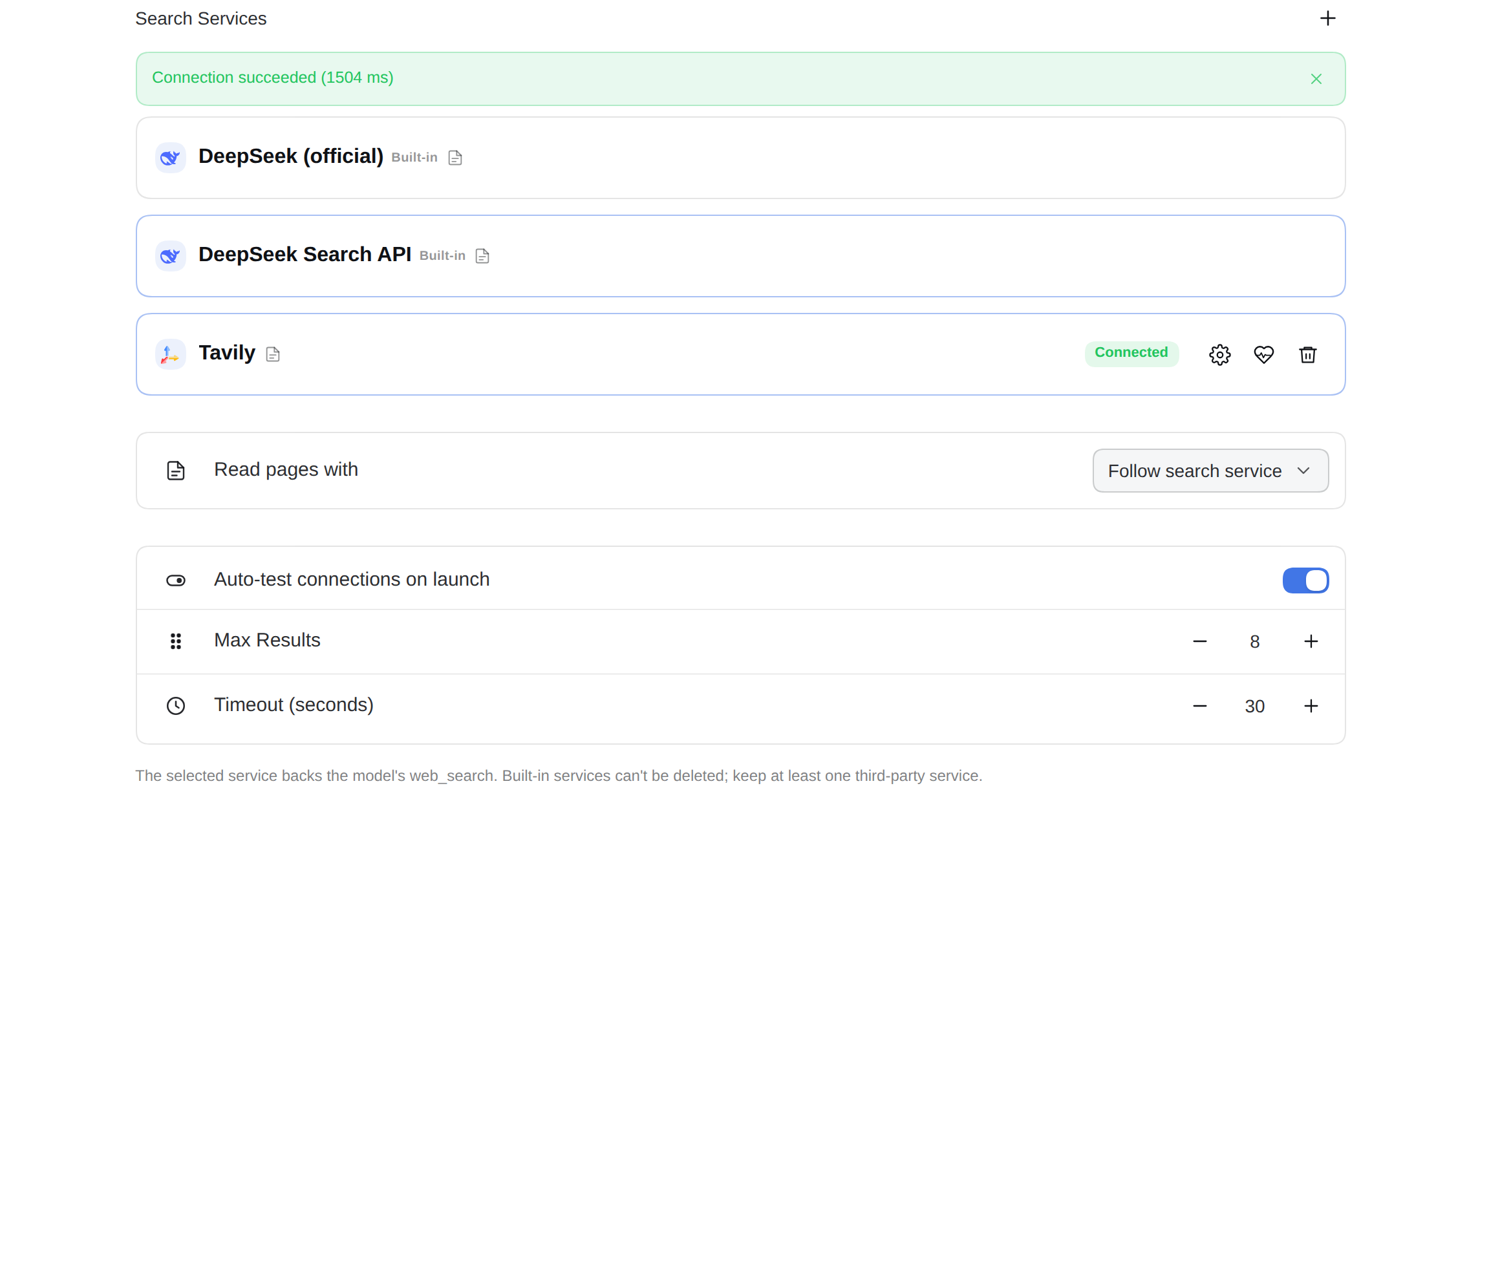 Search Services
Connection succeeded (1504 ms)
DeepSeek (official) Built-in
DeepSeek Search API Built-in
Tavily
Connected
Read pages with
Follow search service
Auto-test connections on launch
Max Results
8
Timeout (seconds)
30
The selected service backs the model's web_search. Built-in services can't be deleted; keep at least one third-party service.